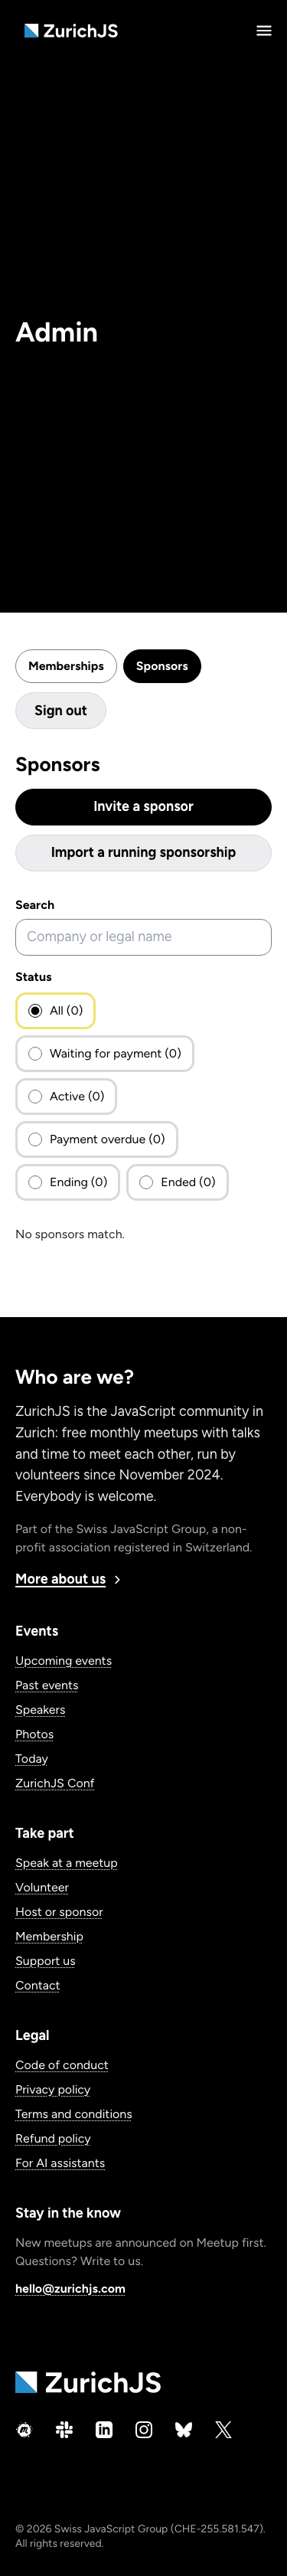 ZurichJS
Admin
Memberships
Sponsors
Sign out
Sponsors
Invite a sponsor
Import a running sponsorship
Search
Company or legal name
Status
All (0)
Waiting for payment (0)
Active (0)
Payment overdue (0)
Ending (0)
Ended (0)
No sponsors match.
Who are we?
ZurichJS is the JavaScript community in
Zurich: free monthly meetups with talks
and time to meet each other, run by
volunteers since November 2024.
Everybody is welcome.
Part of the Swiss JavaScript Group, a non-
profit association registered in Switzerland.
More about us
Events
Upcoming events
Past events
Speakers
Photos
Today
ZurichJS Conf
Take part
Speak at a meetup
Volunteer
Host or sponsor
Membership
Support us
Contact
Legal
Code of conduct
Privacy policy
Terms and conditions
Refund policy
For AI assistants
Stay in the know
New meetups are announced on Meetup first.
Questions? Write to us.
hello@zurichjs.com
ZurichJS
© 2026 Swiss JavaScript Group (CHE-255.581.547).
All rights reserved.